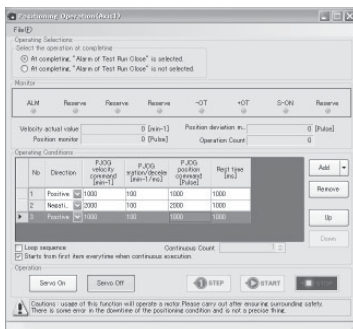 Positioning Operation(Axis1)
File(F)
Operating Selections
Select the operation at completing
At completing, "Alarm of Test Run Close" is selected.
At completing, "Alarm of Test Run Close" is not selected.
Monitor
ALM Reserve Reserve Reserve -OT +OT S-ON Reserve
Velocity actual value 0 [min-1] Position deviation m... 0 [Pulse]
Position monitor 0 [Pulse] Operation Count 0
Operating Conditions
No Direction PJOG velocity command [min-1] PJOG eration/decele [min-1/ms] PJOG position command [Pulse] Rest time [ms]
1 Positive 1000 100 1000 1000
2 Negati.. 2000 100 2000 1000
3 Positive 1000 100 1000 1000
Add
Remove
Up
Down
Loop sequence Continuous Count 1
Starts from first item everytime when continuous execution
Operation
Servo On Servo Off STEP START
Cautions : usage of this function will operate a motor. Please carry out after ensuring surrounding safety.
There is some error in the downtime of the positioning condition and is not a precise thing.